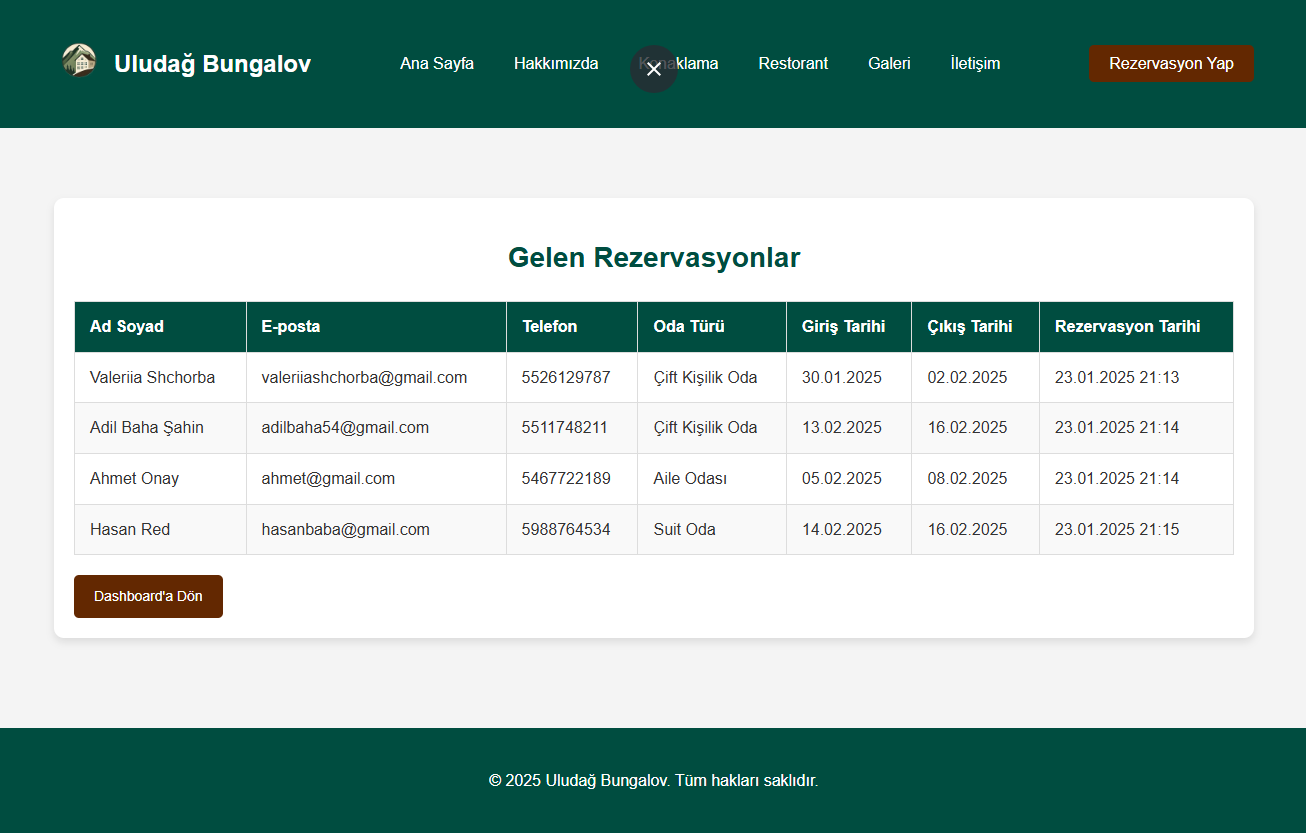 Uludağ Bungalov Ana Sayfa Hakkımızda Konaklama Restorant Galeri İletişim Rezervasyon Yap
Gelen Rezervasyonlar
Ad Soyad E-posta Telefon Oda Türü Giriş Tarihi Çıkış Tarihi Rezervasyon Tarihi
Valeriia Shchorba valeriiashchorba@gmail.com 5526129787 Çift Kişilik Oda 30.01.2025 02.02.2025 23.01.2025 21:13
Adil Baha Şahin adilbaha54@gmail.com 5511748211 Çift Kişilik Oda 13.02.2025 16.02.2025 23.01.2025 21:14
Ahmet Onay ahmet@gmail.com 5467722189 Aile Odası 05.02.2025 08.02.2025 23.01.2025 21:14
Hasan Red hasanbaba@gmail.com 5988764534 Suit Oda 14.02.2025 16.02.2025 23.01.2025 21:15
Dashboard'a Dön
© 2025 Uludağ Bungalov. Tüm hakları saklıdır.